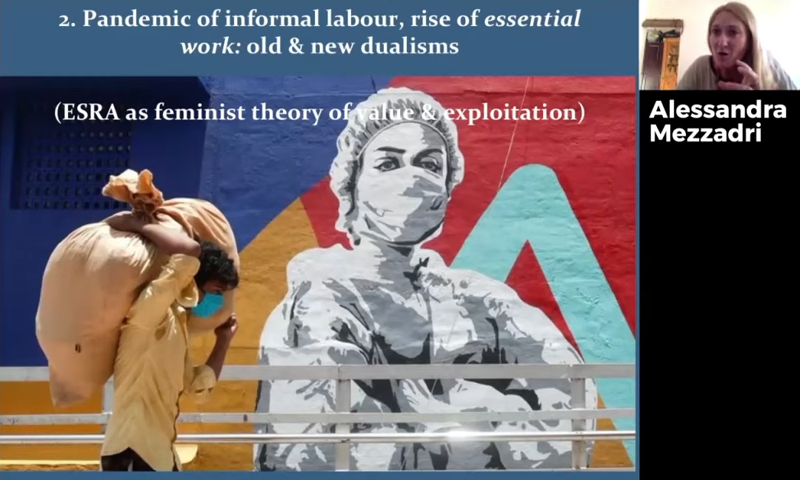 2. Pandemic of informal labour, rise of essential
work: old & new dualisms
(ESRA as feminist theory of value & exploitation)
Alessandra
Mezzadri